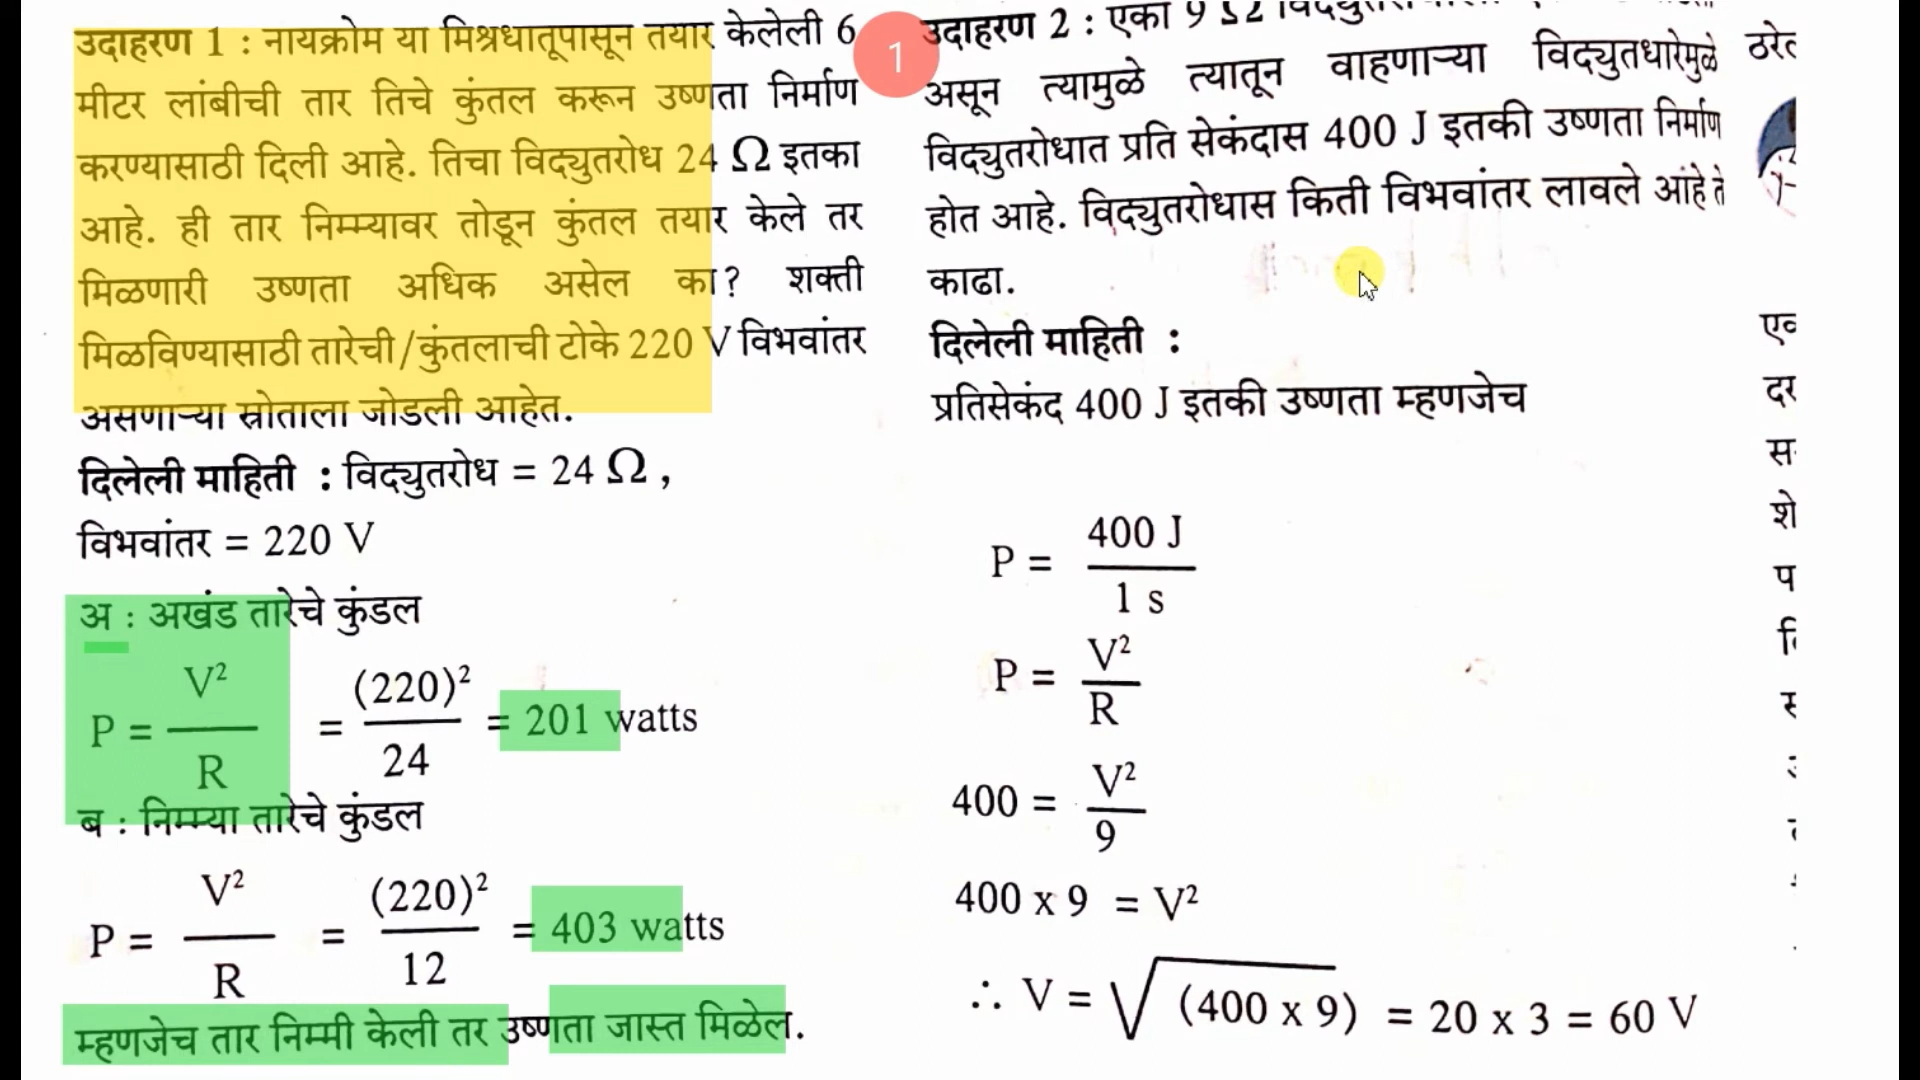 उदाहरण 1 : नायक्रोम या मिश्रधातूपासून तयार केलेली 6
मीटर लांबीची तार तिचे कुंतल करून उष्णता निर्माण
करण्यासाठी दिली आहे. तिचा विद्युतरोध 24 Ω इतका
आहे. ही तार निम्म्यावर तोडून कुंतल तयार केले तर
मिळणारी उष्णता अधिक असेल का? शक्ती
मिळविण्यासाठी तारेची/कुंतलाची टोके 220 V विभवांतर
असणाऱ्या स्रोताला जोडली आहेत.
दिलेली माहिती : विद्युतरोध = 24 Ω ,
विभवांतर = 220 V
अ : अखंड तारेचे कुंडल
P = V² / R = (220)² / 24 = 201 watts
ब : निम्म्या तारेचे कुंडल
P = V² / R = (220)² / 12 = 403 watts
म्हणजेच तार निम्मी केली तर उष्णता जास्त मिळेल.
1
उदाहरण 2 : एका 9 Ω
असून त्यामुळे त्यातून वाहणाऱ्या विद्युतधारेमुळे
विद्युतरोधात प्रति सेकंदास 400 J इतकी उष्णता निर्माण
होत आहे. विद्युतरोधास किती विभवांतर लावले आहे ते
काढा.
दिलेली माहिती :
प्रतिसेकंद 400 J इतकी उष्णता म्हणजेच
P = 400 J / 1 s
P = V² / R
400 = V² / 9
400 x 9 = V²
∴ V = √(400 x 9) = 20 x 3 = 60 V